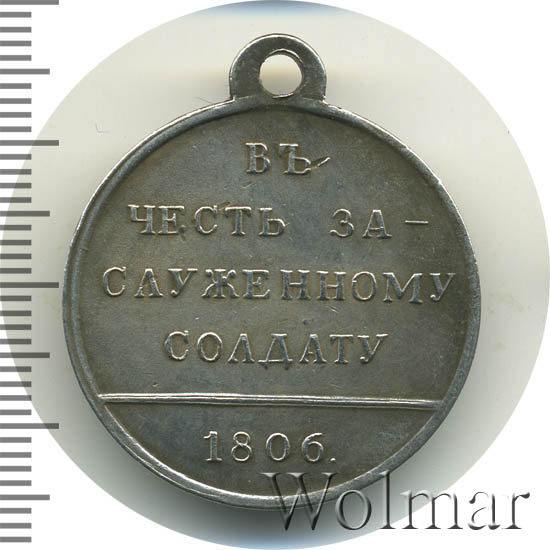 ВЪ
ЧЕСТЬ ЗА-
СЛУЖЕННОМУ
СОЛДАТУ
1806.
Wolmar